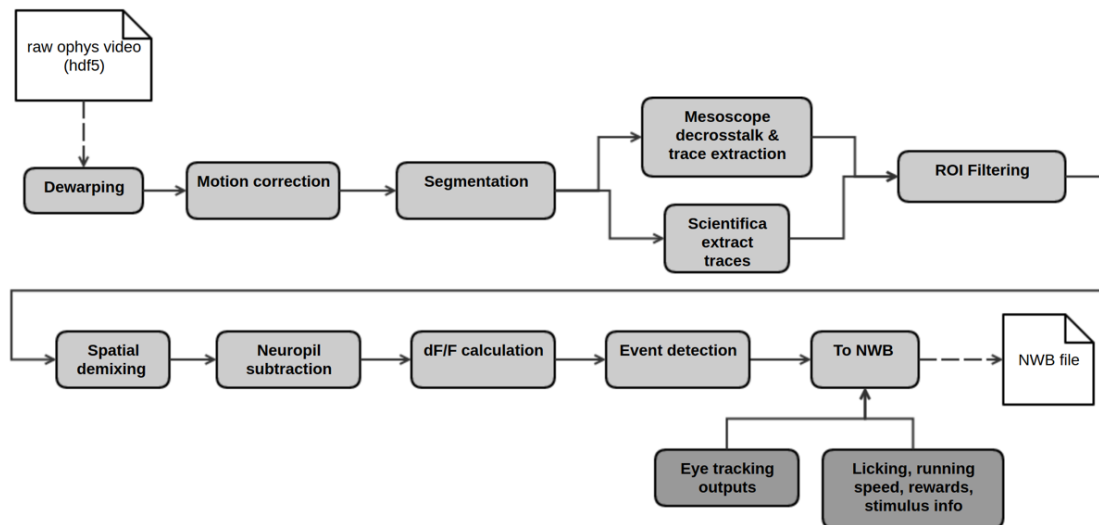 raw ophys video
(hdf5)
Dewarping
Motion correction
Segmentation
Mesoscope
decrosstalk &
trace extraction
Scientifica
extract
traces
ROI Filtering
Spatial
demixing
Neuropil
subtraction
dF/F calculation
Event detection
To NWB
NWB file
Eye tracking
outputs
Licking, running
speed, rewards,
stimulus info